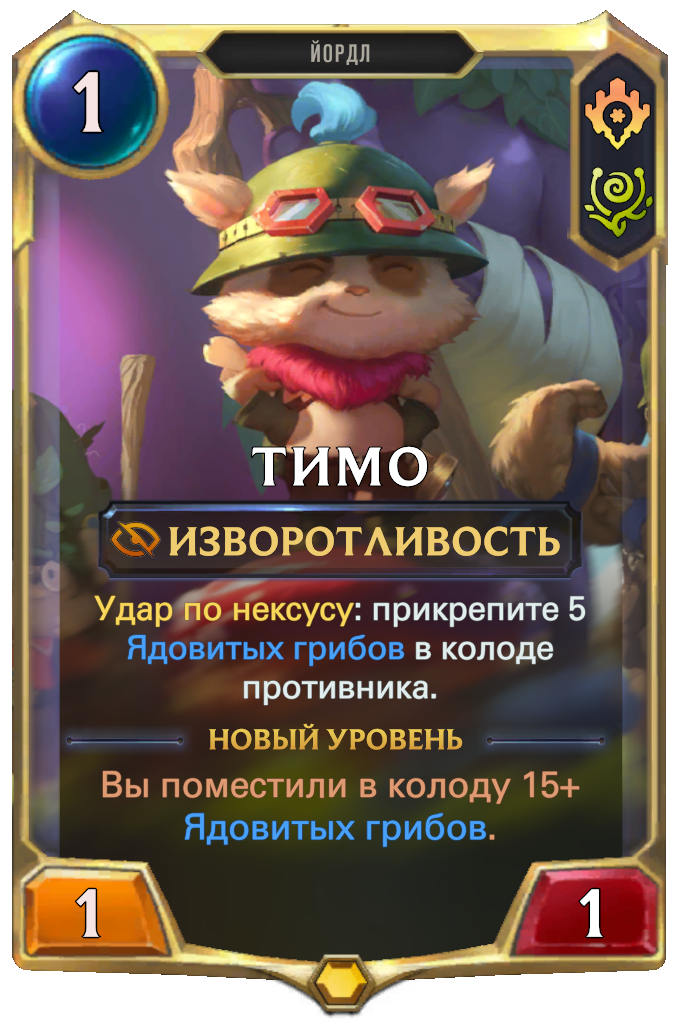 ЙОРДЛ
1
ТИМО
ИЗВОРОТЛИВОСТЬ
Удар по нексусу: прикрепите 5
Ядовитых грибов в колоде
противника.
НОВЫЙ УРОВЕНЬ
Вы поместили в колоду 15+
Ядовитых грибов.
1
1